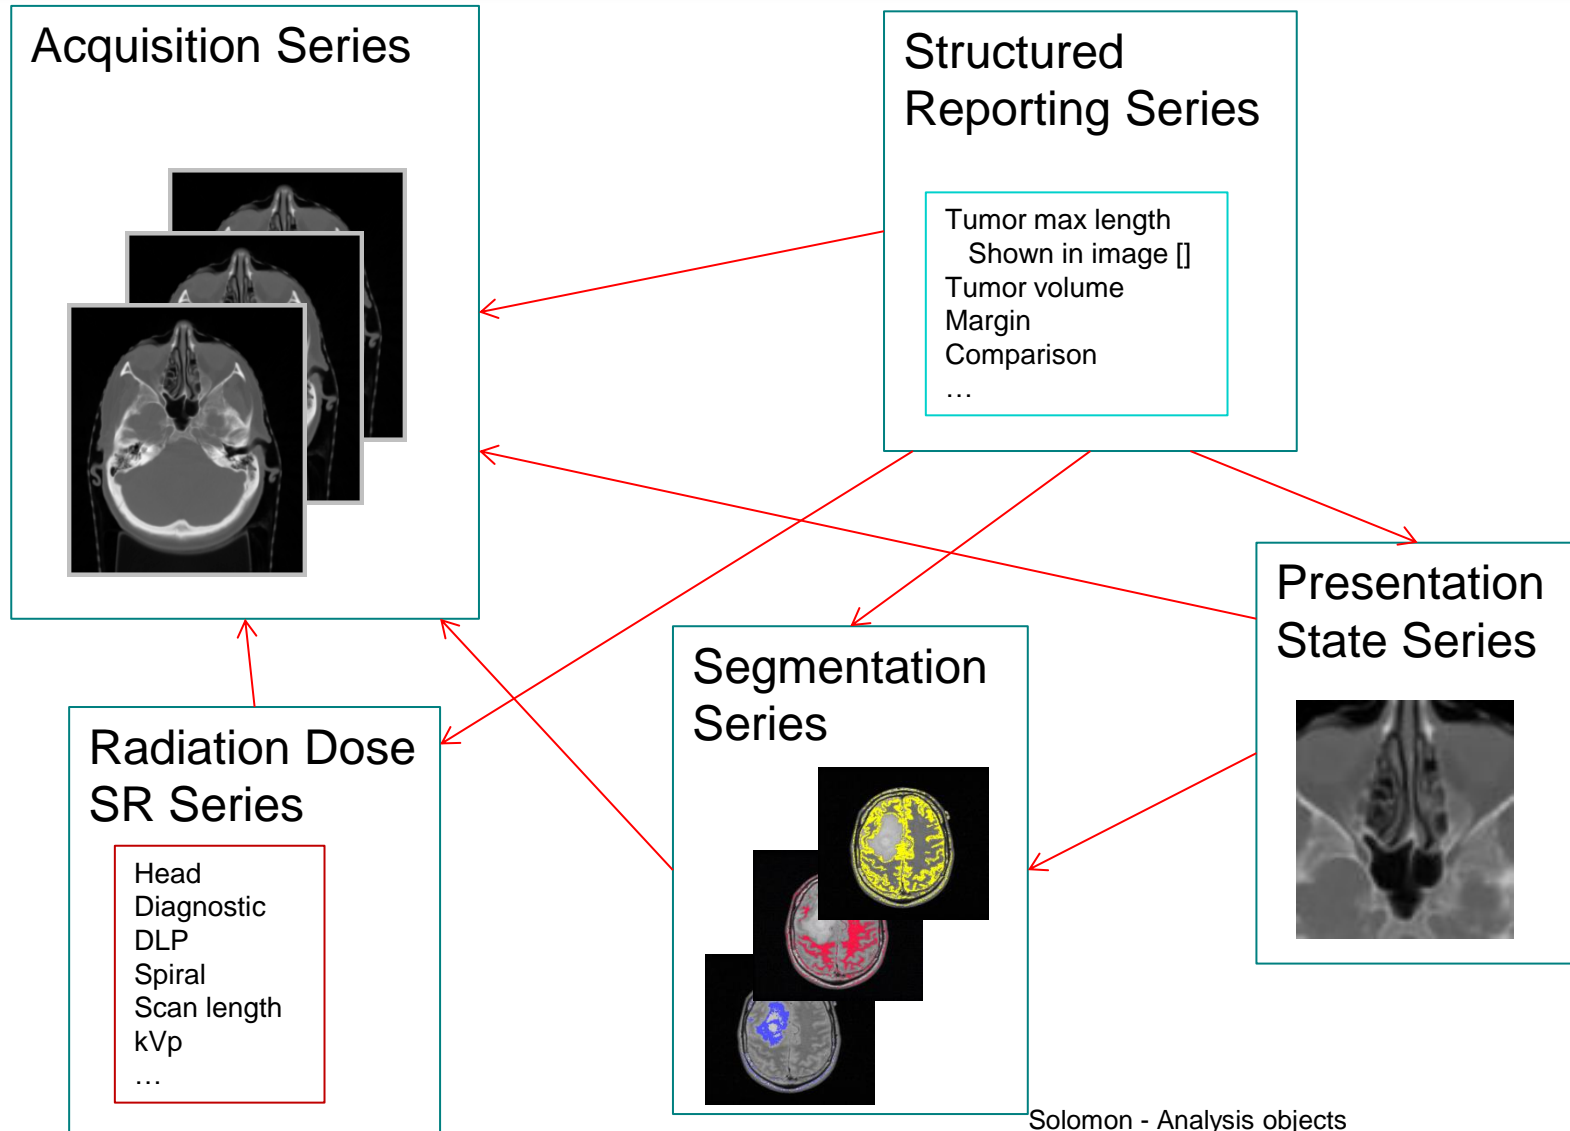 Acquisition Series
Structured
Reporting Series
Tumor max length
Shown in image []
Tumor volume
Margin
Comparison
…
Presentation
State Series
Segmentation
Series
Radiation Dose
SR Series
Head
Diagnostic
DLP
Spiral
Scan length
kVp
…
Solomon - Analysis objects